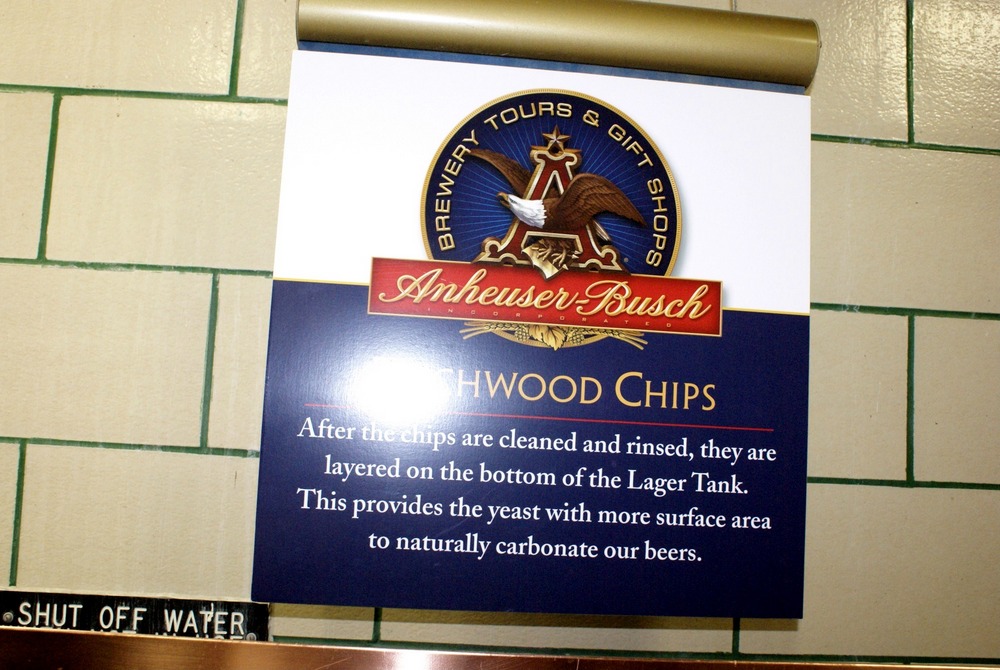 BREWERY TOURS & GIFT SHOPS
A
Anheuser-Busch
INCORPORATED
CHIPS
After the chips are cleaned and rinsed, they are
layered on the bottom of the Lager Tank.
This provides the yeast with more surface area
to naturally carbonate our beers.
SHUT OFF WATER